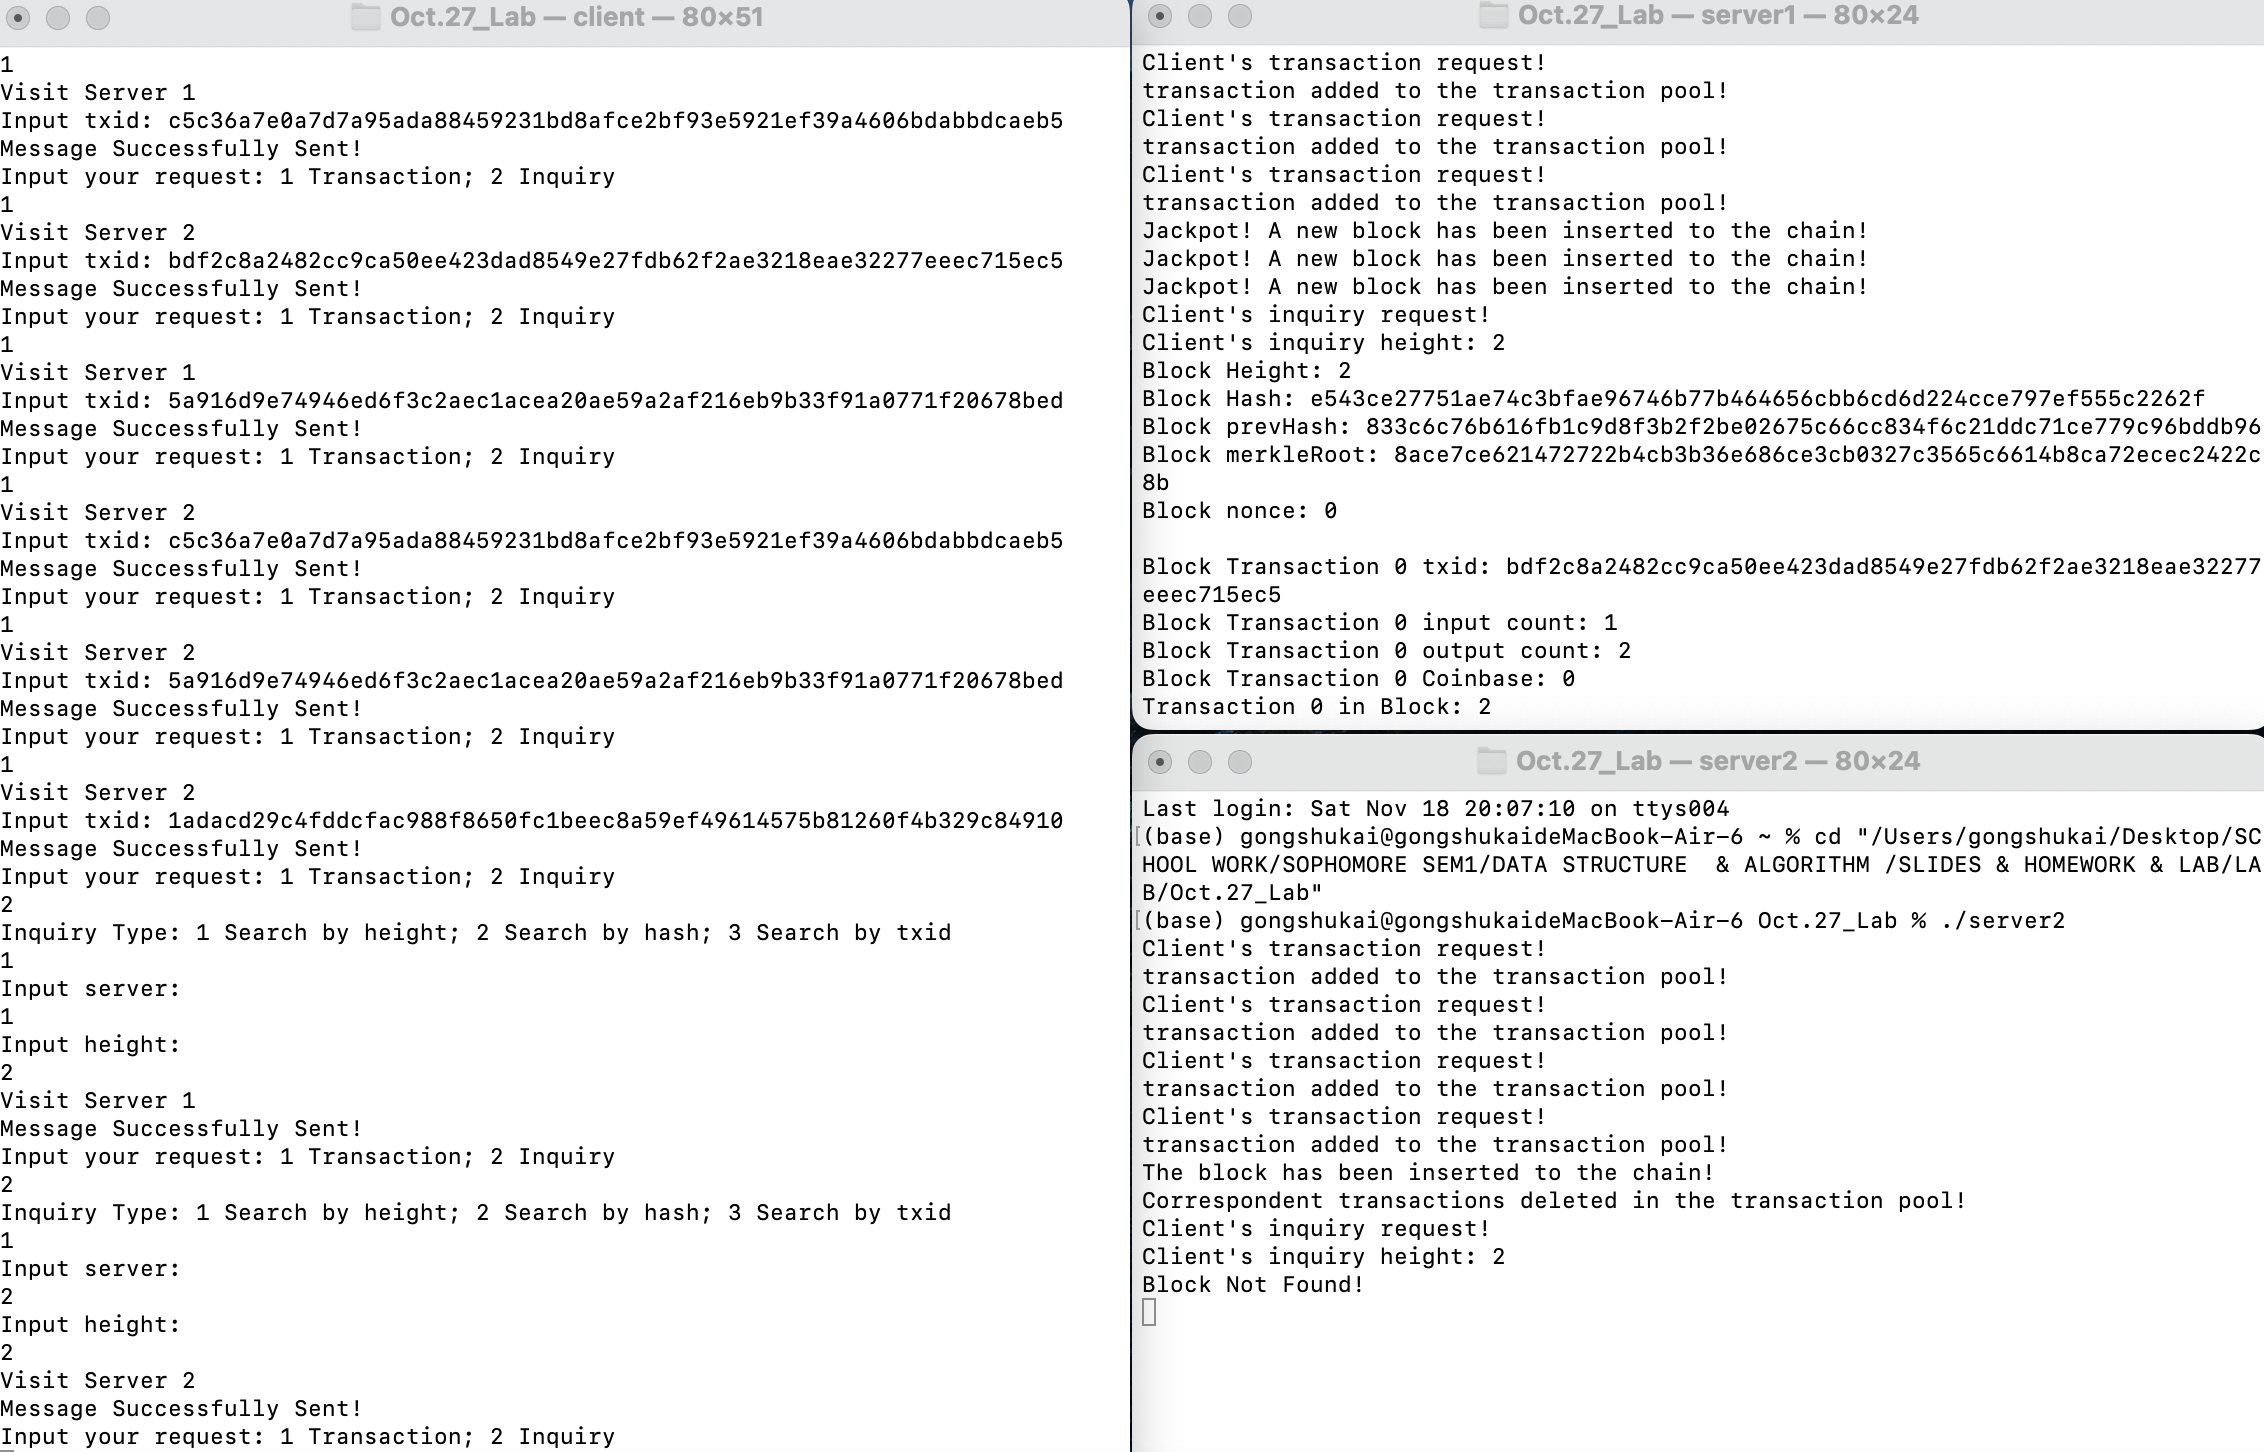 Oct.27_Lab — client — 80×51
1
Visit Server 1
Input txid: c5c36a7e0a7d7a95ada88459231bd8afce2bf93e5921ef39a4606bdabbdcaeb5
Message Successfully Sent!
Input your request: 1 Transaction; 2 Inquiry
1
Visit Server 2
Input txid: bdf2c8a2482cc9ca50ee423dad8549e27fdb62f2ae3218eae32277eeec715ec5
Message Successfully Sent!
Input your request: 1 Transaction; 2 Inquiry
1
Visit Server 1
Input txid: 5a916d9e74946ed6f3c2aec1acea20ae59a2af216eb9b33f91a0771f20678bed
Message Successfully Sent!
Input your request: 1 Transaction; 2 Inquiry
1
Visit Server 2
Input txid: c5c36a7e0a7d7a95ada88459231bd8afce2bf93e5921ef39a4606bdabbdcaeb5
Message Successfully Sent!
Input your request: 1 Transaction; 2 Inquiry
1
Visit Server 2
Input txid: 5a916d9e74946ed6f3c2aec1acea20ae59a2af216eb9b33f91a0771f20678bed
Message Successfully Sent!
Input your request: 1 Transaction; 2 Inquiry
1
Visit Server 2
Input txid: 1adacd29c4fddcfac988f8650fc1beec8a59ef49614575b81260f4b329c84910
Message Successfully Sent!
Input your request: 1 Transaction; 2 Inquiry
2
Inquiry Type: 1 Search by height; 2 Search by hash; 3 Search by txid
1
Input server:
1
Input height:
2
Visit Server 1
Message Successfully Sent!
Input your request: 1 Transaction; 2 Inquiry
2
Inquiry Type: 1 Search by height; 2 Search by hash; 3 Search by txid
1
Input server:
2
Input height:
2
Visit Server 2
Message Successfully Sent!
Input your request: 1 Transaction; 2 Inquiry
Oct.27_Lab — server1 — 80×24
Client's transaction request!
transaction added to the transaction pool!
Client's transaction request!
transaction added to the transaction pool!
Client's transaction request!
transaction added to the transaction pool!
Jackpot! A new block has been inserted to the chain!
Jackpot! A new block has been inserted to the chain!
Jackpot! A new block has been inserted to the chain!
Client's inquiry request!
Client's inquiry height: 2
Block Height: 2
Block Hash: e543ce27751ae74c3bfae96746b77b464656cbb6cd6d224cce797ef555c2262f
Block prevHash: 833c6c76b616fb1c9d8f3b2f2be02675c66cc834f6c21ddc71ce779c96bddb96
Block merkleRoot: 8ace7ce621472722b4cb3b36e686ce3cb0327c3565c6614b8ca72ecec2422c
8b
Block nonce: 0
Block Transaction 0 txid: bdf2c8a2482cc9ca50ee423dad8549e27fdb62f2ae3218eae32277
eeec715ec5
Block Transaction 0 input count: 1
Block Transaction 0 output count: 2
Block Transaction 0 Coinbase: 0
Transaction 0 in Block: 2
Oct.27_Lab — server2 — 80×24
Last login: Sat Nov 18 20:07:10 on ttys004
[(base) gongshukai@gongshukaideMacBook-Air-6 ~ % cd "/Users/gongshukai/Desktop/SC
HOOL WORK/SOPHOMORE SEM1/DATA STRUCTURE  & ALGORITHM /SLIDES & HOMEWORK & LAB/LA
B/Oct.27_Lab"
[(base) gongshukai@gongshukaideMacBook-Air-6 Oct.27_Lab % ./server2
Client's transaction request!
transaction added to the transaction pool!
Client's transaction request!
transaction added to the transaction pool!
Client's transaction request!
transaction added to the transaction pool!
Client's transaction request!
transaction added to the transaction pool!
The block has been inserted to the chain!
Correspondent transactions deleted in the transaction pool!
Client's inquiry request!
Client's inquiry height: 2
Block Not Found!